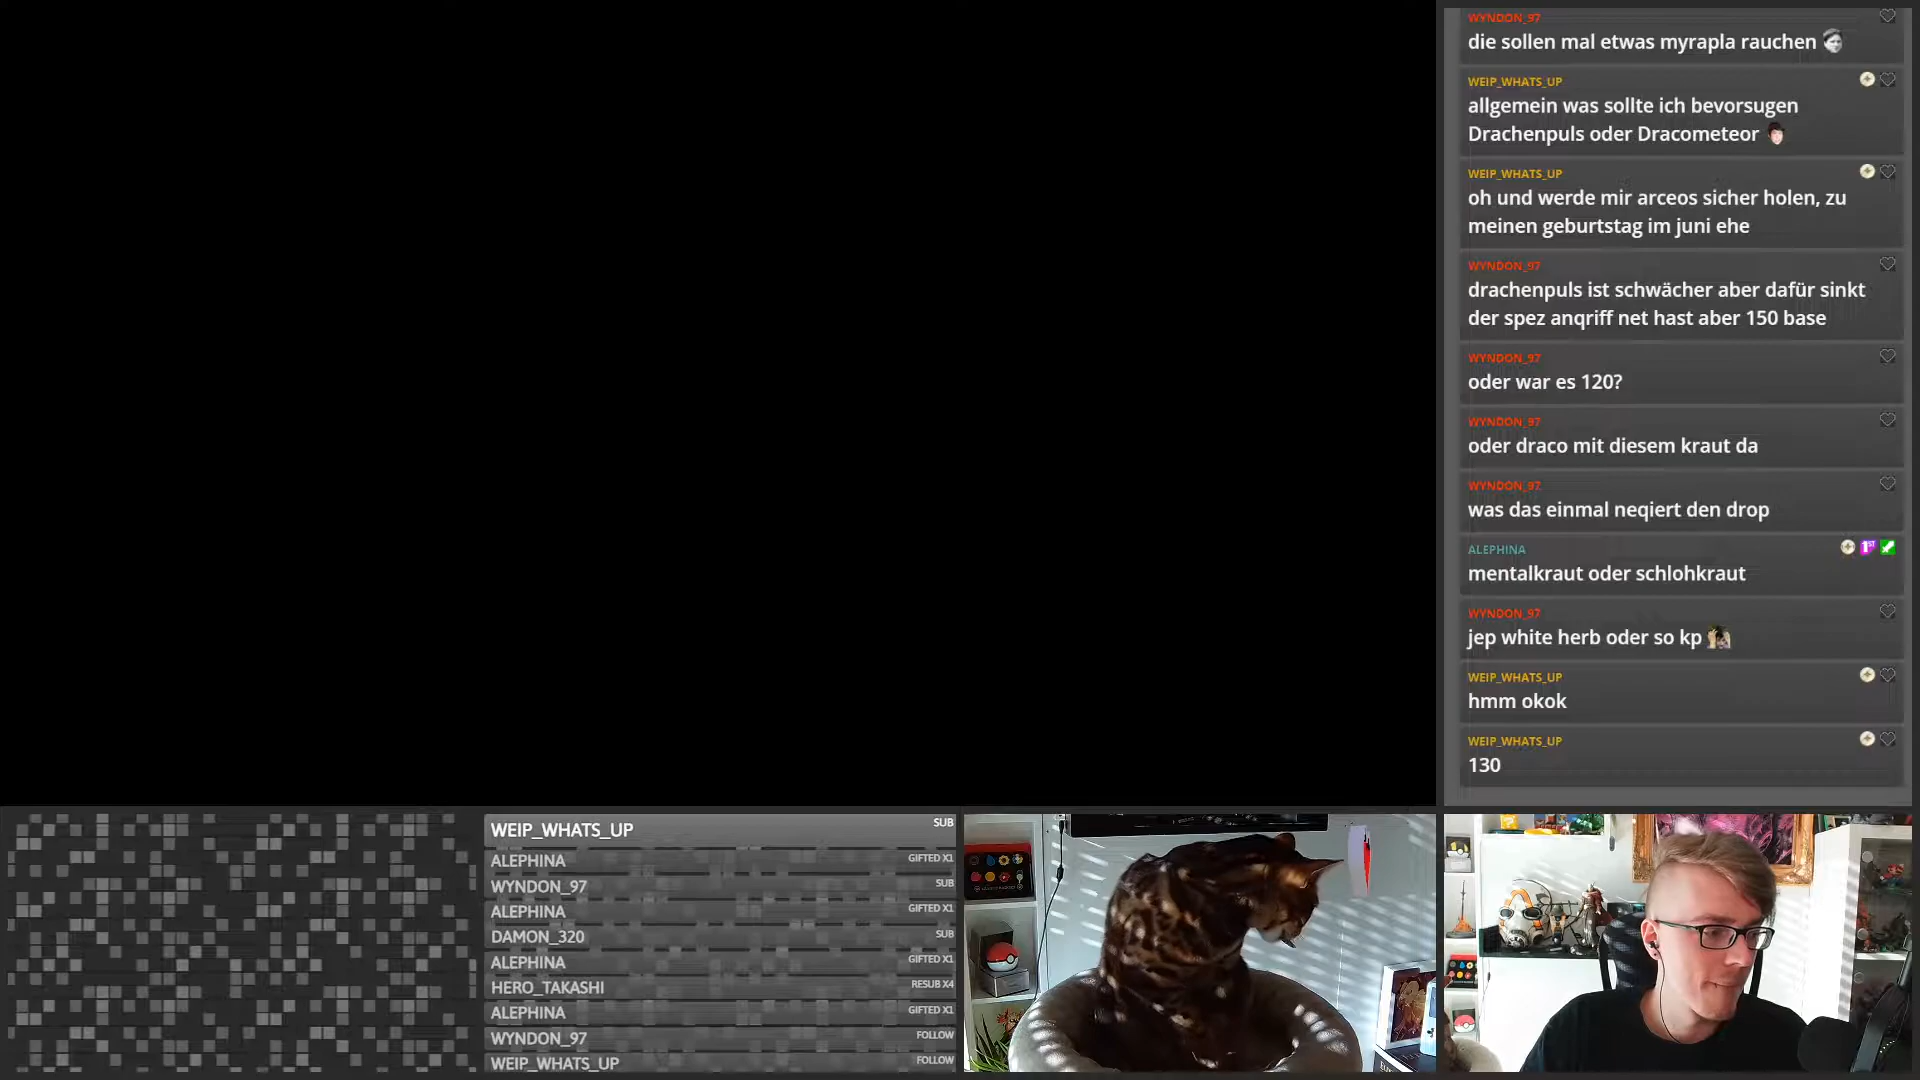 WYNDON_97
die sollen mal etwas myrapla rauchen
WEIP_WHATS_UP
allgemein was sollte ich bevorsugen
Drachenpuls oder Dracometeor
WEIP_WHATS_UP
oh und werde mir arceos sicher holen, zu
meinen geburtstag im juni ehe
WYNDON_97
drachenpuls ist schwächer aber dafür sinkt
der spez anqriff net hast aber 150 base
WYNDON_97
oder war es 120?
WYNDON_97
oder draco mit diesem kraut da
WYNDON_97
was das einmal neqiert den drop
ALEPHINA
1ST
mentalkraut oder schlohkraut
WYNDON_97
jep white herb oder so kp
WEIP_WHATS_UP
hmm okok
WEIP_WHATS_UP
130
WEIP_WHATS_UP SUB
ALEPHINA GIFTED X1
WYNDON_97 SUB
ALEPHINA GIFTED X1
DAMON_320 SUB
ALEPHINA GIFTED X1
HERO_TAKASHI RESUB X4
ALEPHINA GIFTED X1
WYNDON_97 FOLLOW
WEIP_WHATS_UP FOLLOW